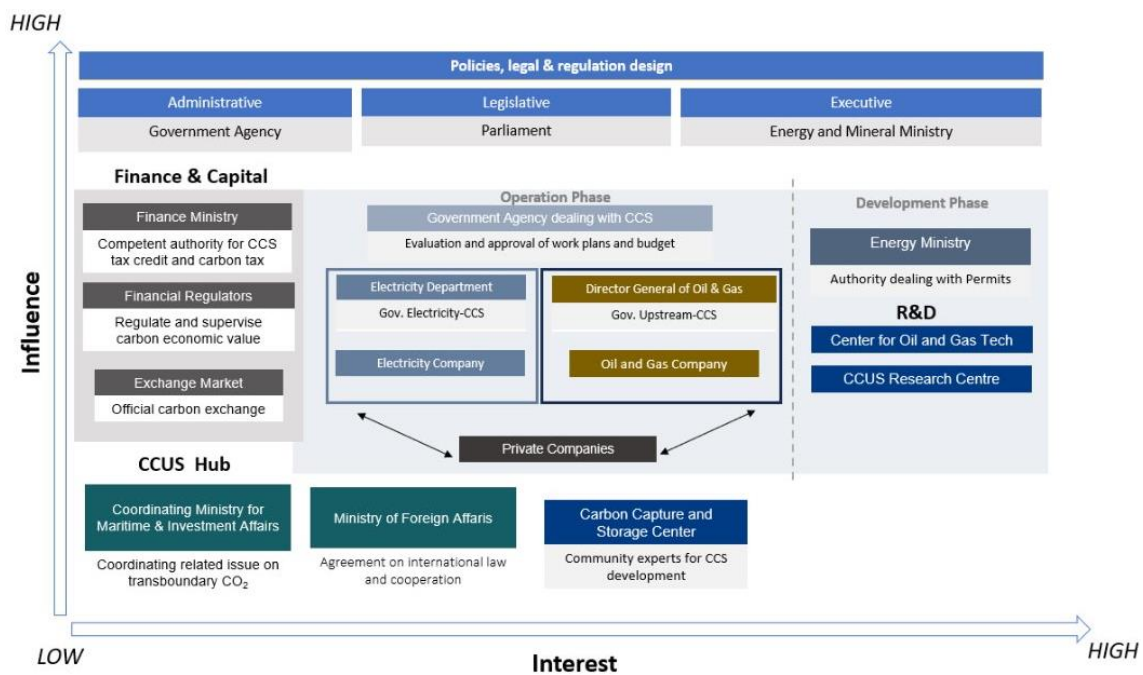 HIGH
Policies, legal & regulation design
Administrative
Legislative
Executive
Government Agency
Parliament
Energy and Mineral Ministry
Finance & Capital
Finance Ministry
Competent authority for CCS
tax credit and carbon tax
Financial Regulators
Regulate and supervise
carbon economic value
Exchange Market
Official carbon exchange
Operation Phase
Government Agency dealing with CCS
Evaluation and approval of work plans and budget
Electricity Department
Gov. Electricity-CCS
Electricity Company
Director General of Oil & Gas
Gov. Upstream-CCS
Oil and Gas Company
Private Companies
Development Phase
Energy Ministry
Authority dealing with Permits
R&D
Center for Oil and Gas Tech
CCUS Research Centre
CCUS Hub
Coordinating Ministry for
Maritime & Investment Affairs
Coordinating related issue on
transboundary CO₂
Ministry of Foreign Affaris
Agreement on international law
and cooperation
Carbon Capture and
Storage Center
Community experts for CCS
development
Influence
LOW
Interest
HIGH